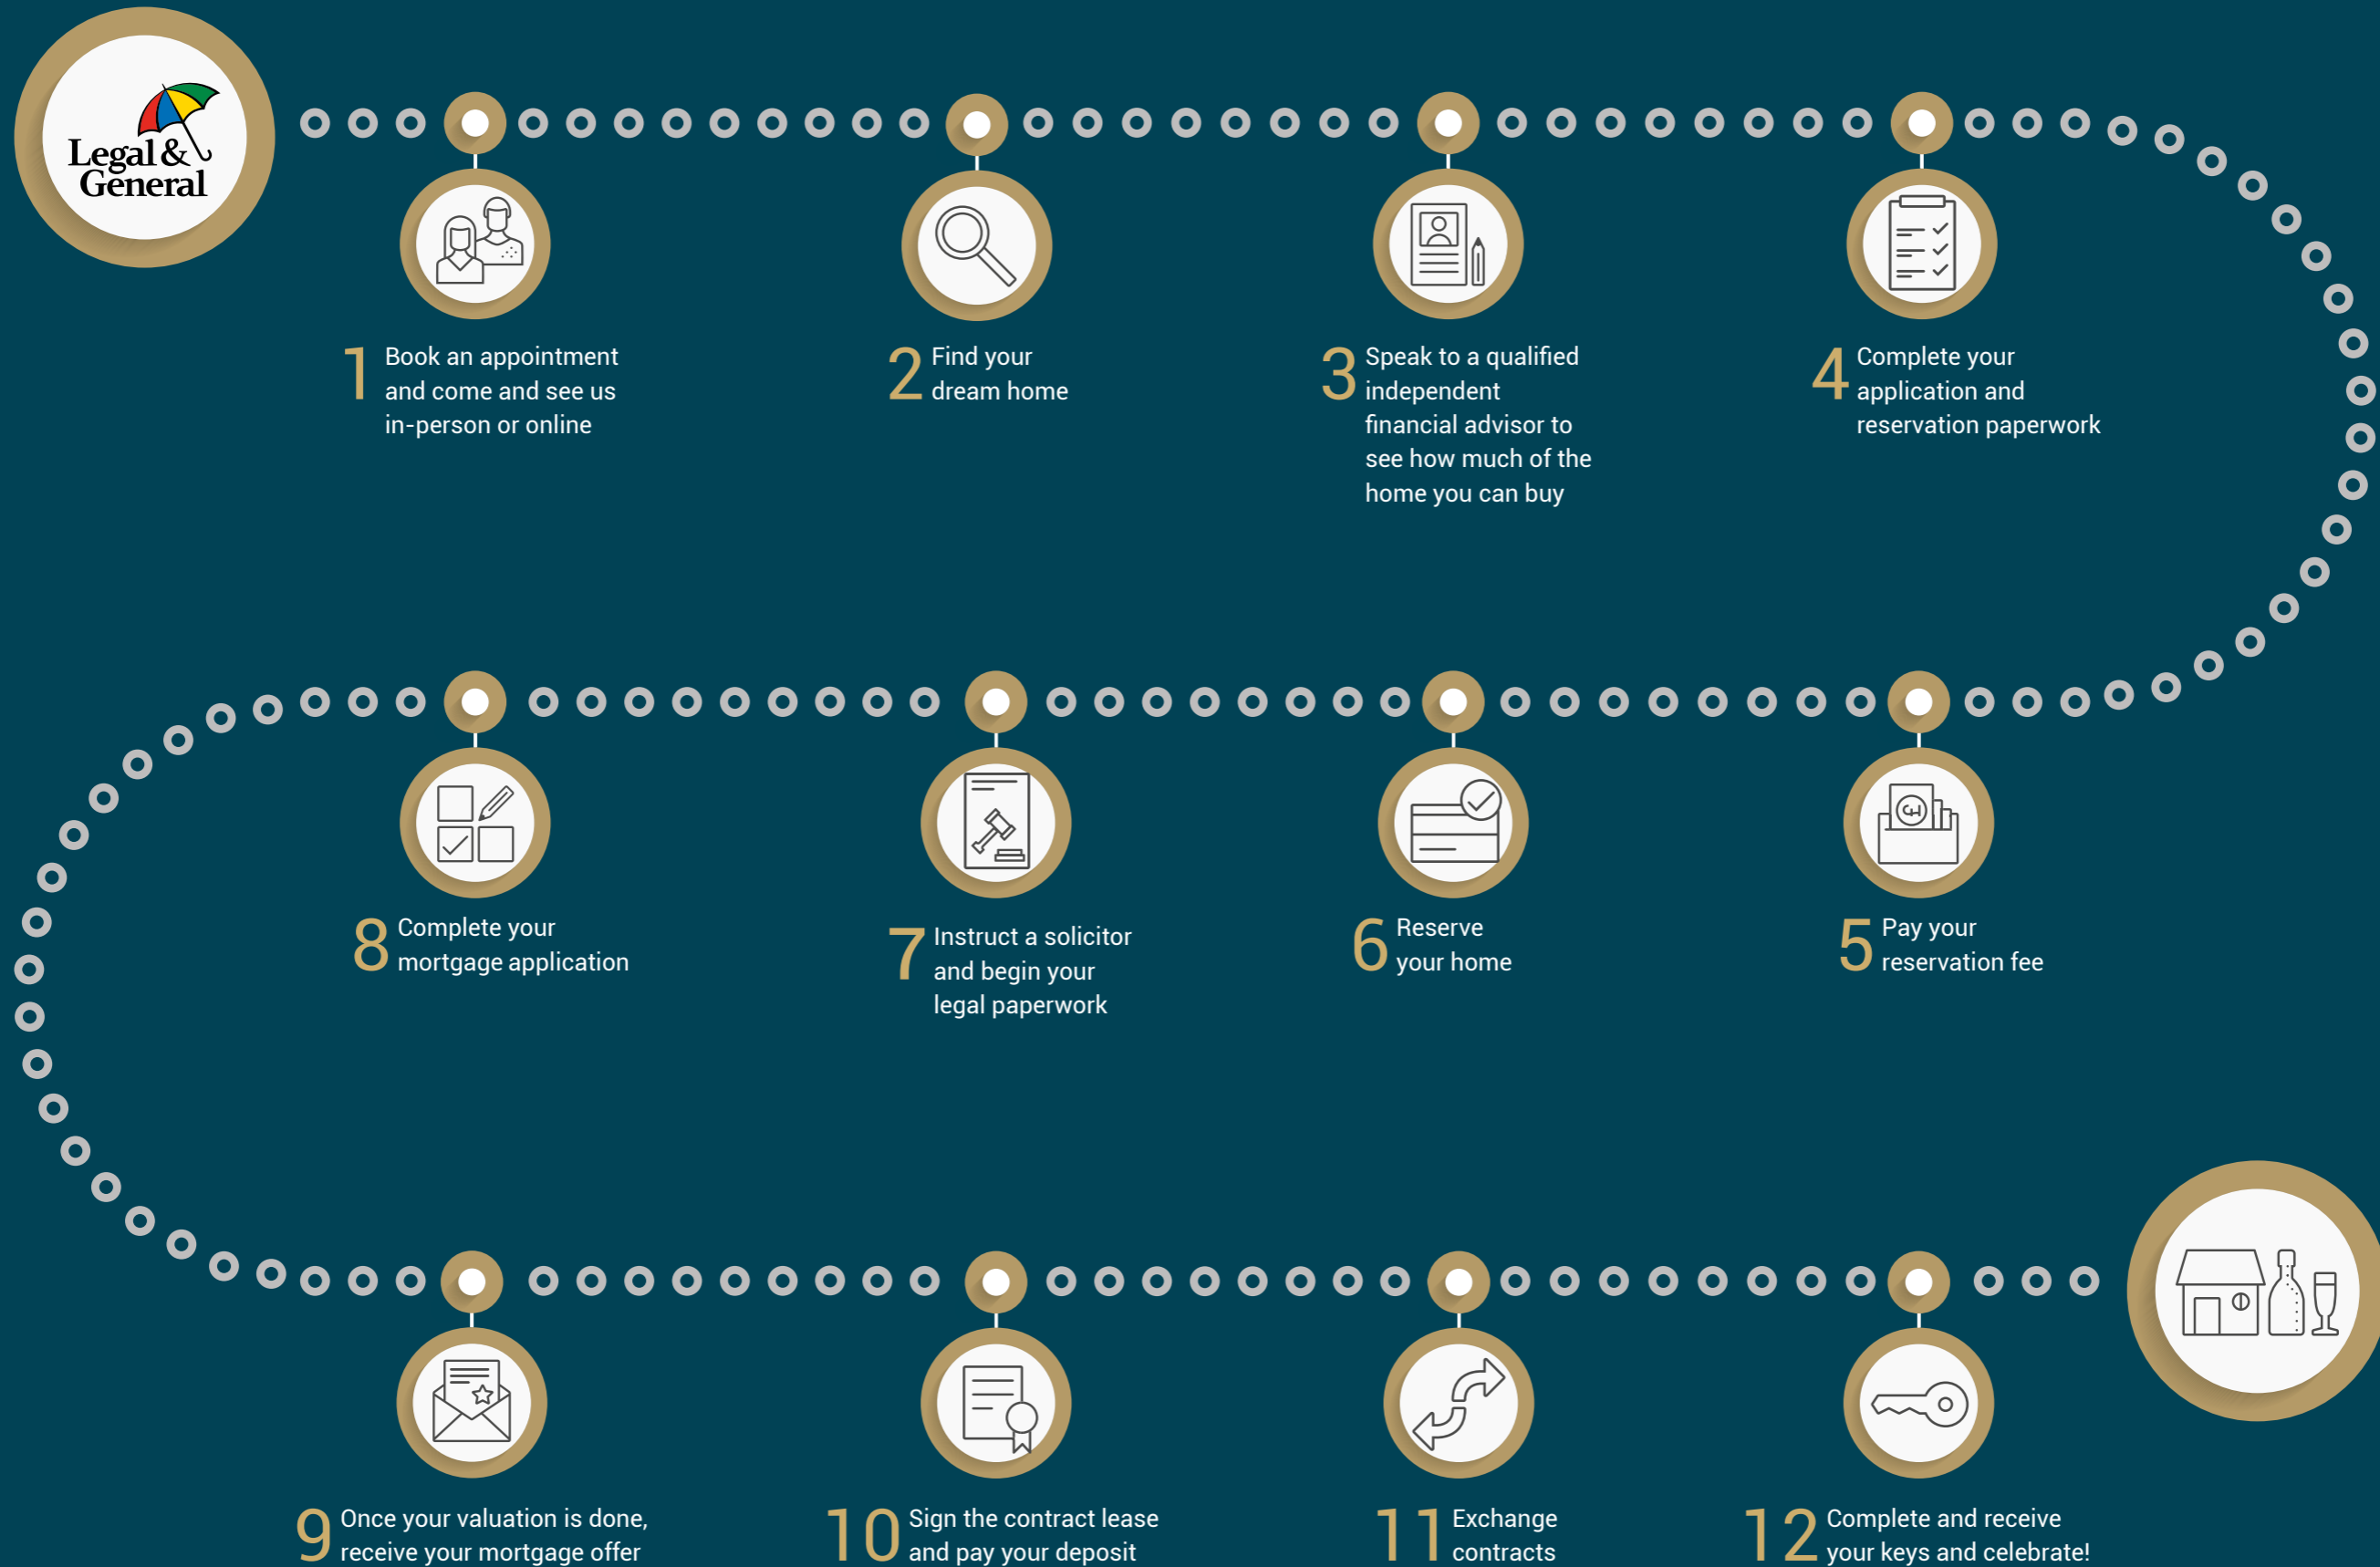 Legal &
General
1 Book an appointment
and come and see us
in-person or online
2 Find your
dream home
3 Speak to a qualified
independent
financial advisor to
see how much of the
home you can buy
4 Complete your
application and
reservation paperwork
5 Pay your
reservation fee
6 Reserve
your home
7 Instruct a solicitor
and begin your
legal paperwork
8 Complete your
mortgage application
9 Once your valuation is done,
receive your mortgage offer
10 Sign the contract lease
and pay your deposit
11 Exchange
contracts
12 Complete and receive
your keys and celebrate!